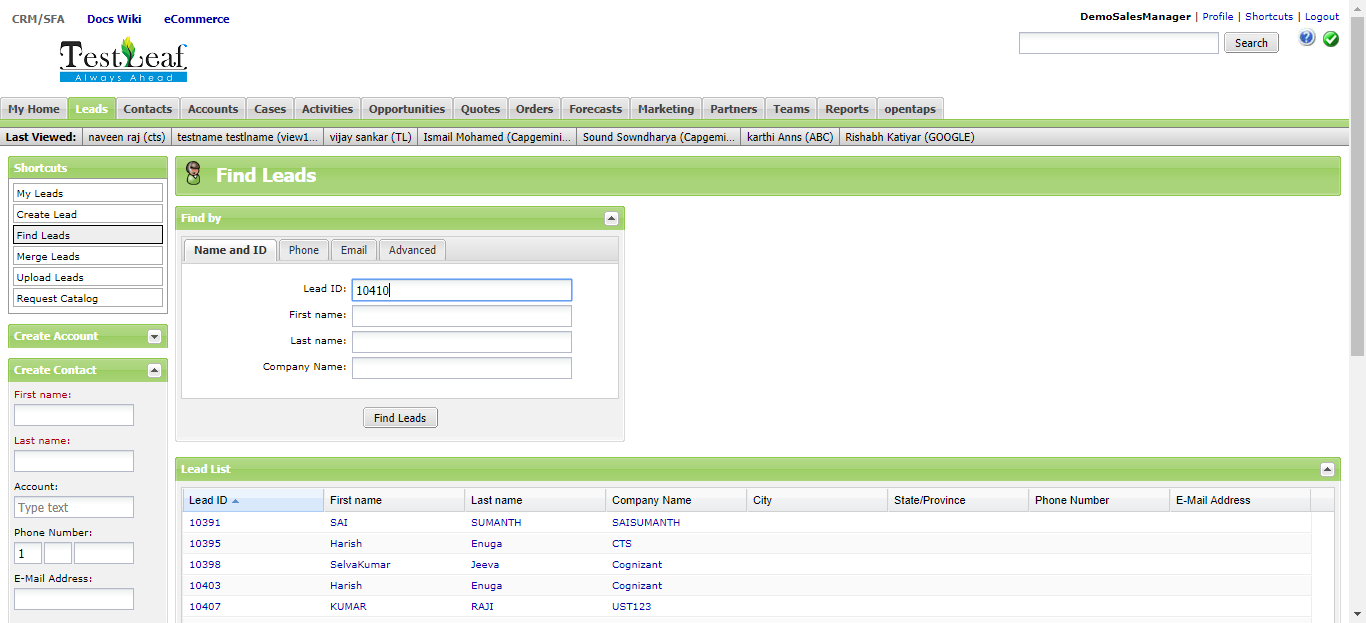 CRM/SFA Docs Wiki eCommerce
DemoSalesManager | Profile | Shortcuts | Logout
TestLeaf
Always Ahead
Search
My Home Leads Contacts Accounts Cases Activities Opportunities Quotes Orders Forecasts Marketing Partners Teams Reports opentaps
Last Viewed: naveen raj (cts) testname testlname (view1... vijay sankar (TL) Ismail Mohamed (Capgemini... Sound Sowndharya (Capgemi... karthi Anns (ABC) Rishabh Katiyar (GOOGLE)
Shortcuts
My Leads
Create Lead
Find Leads
Merge Leads
Upload Leads
Request Catalog
Create Account
Create Contact
First name:
Last name:
Account:
Type text
Phone Number:
1
E-Mail Address:
Find Leads
Find by
Name and ID Phone Email Advanced
Lead ID: 10410
First name:
Last name:
Company Name:
Find Leads
Lead List
Lead ID First name Last name Company Name City State/Province Phone Number E-Mail Address
10391 SAI SUMANTH SAISUMANTH
10395 Harish Enuga CTS
10398 SelvaKumar Jeeva Cognizant
10403 Harish Enuga Cognizant
10407 KUMAR RAJI UST123